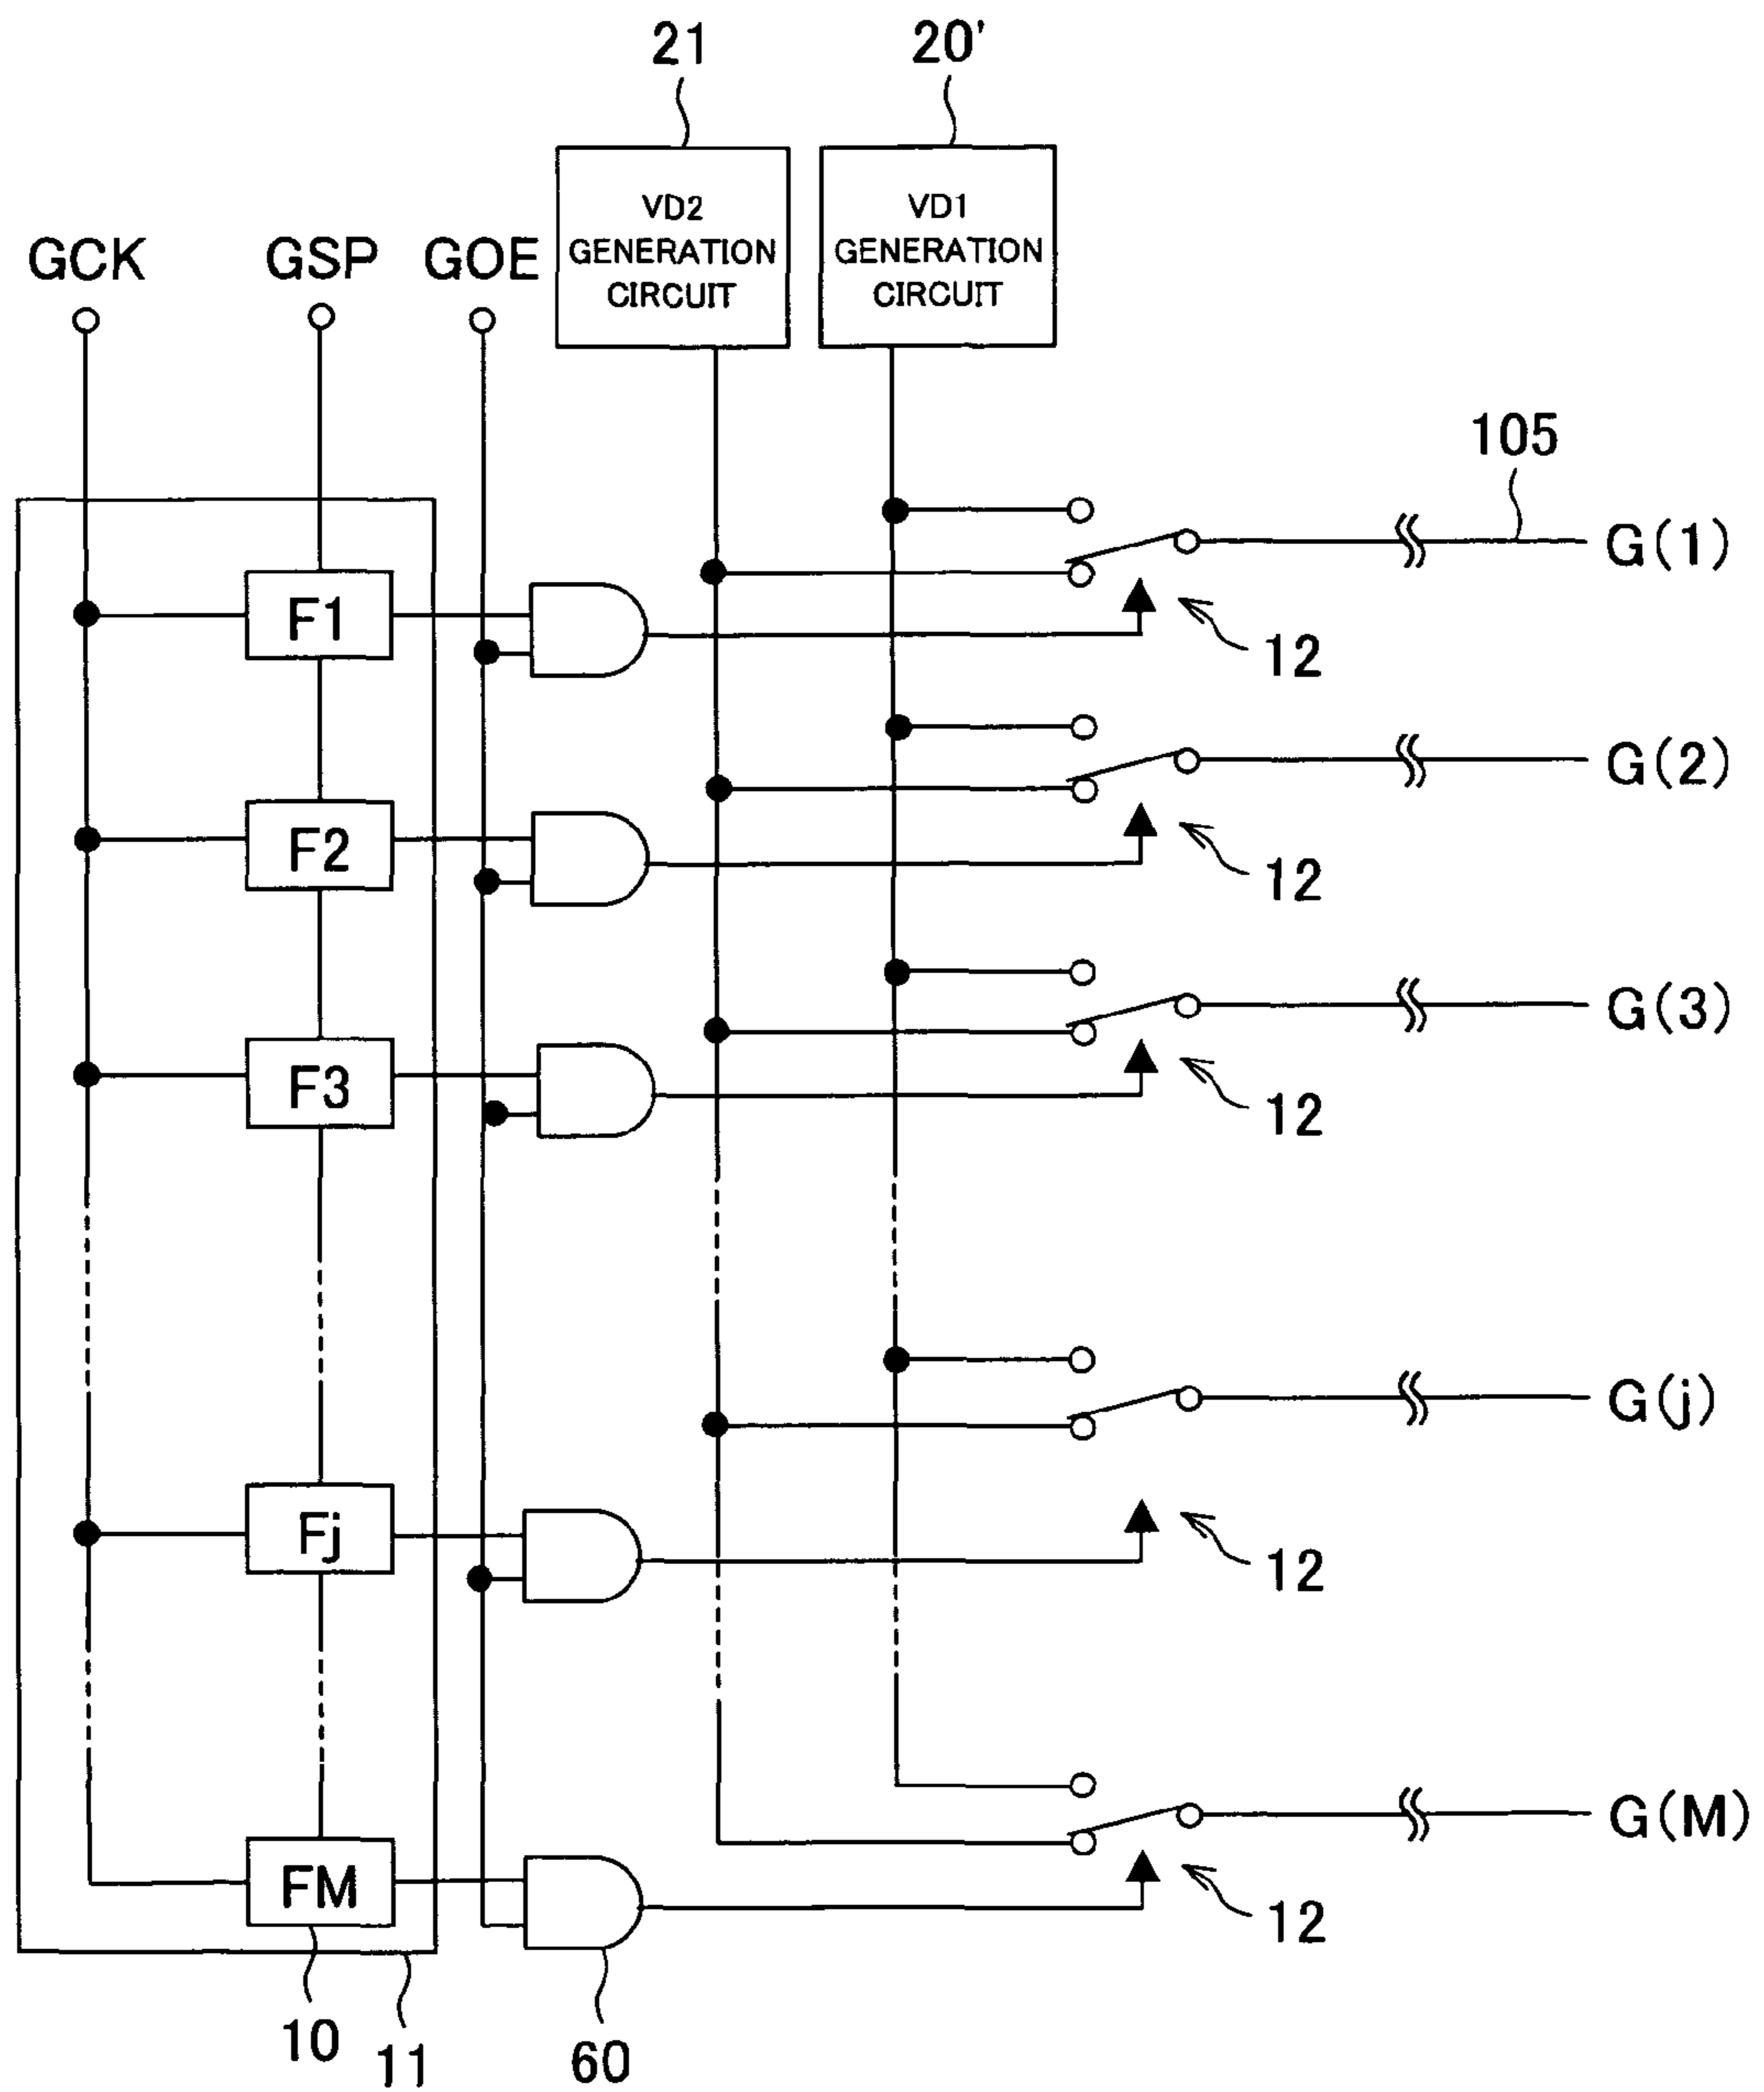 21
20'
VD2
GENERATION
CIRCUIT
VD1
GENERATION
CIRCUIT
GCK
GSP
GOE
105
G(1)
F1
12
G(2)
F2
12
G(3)
F3
12
G(j)
Fj
12
G(M)
FM
12
10
11
60